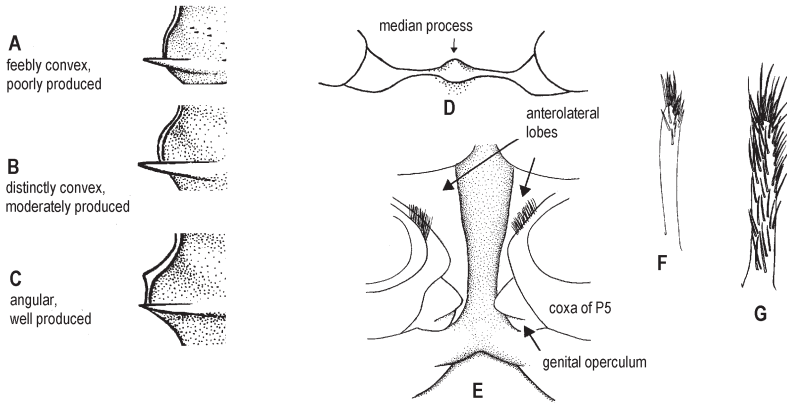 A
feebly convex,
poorly produced
B
distinctly convex,
moderately produced
C
angular,
well produced
median process
D
anterolateral
lobes
coxa of P5
genital operculum
E
F
G